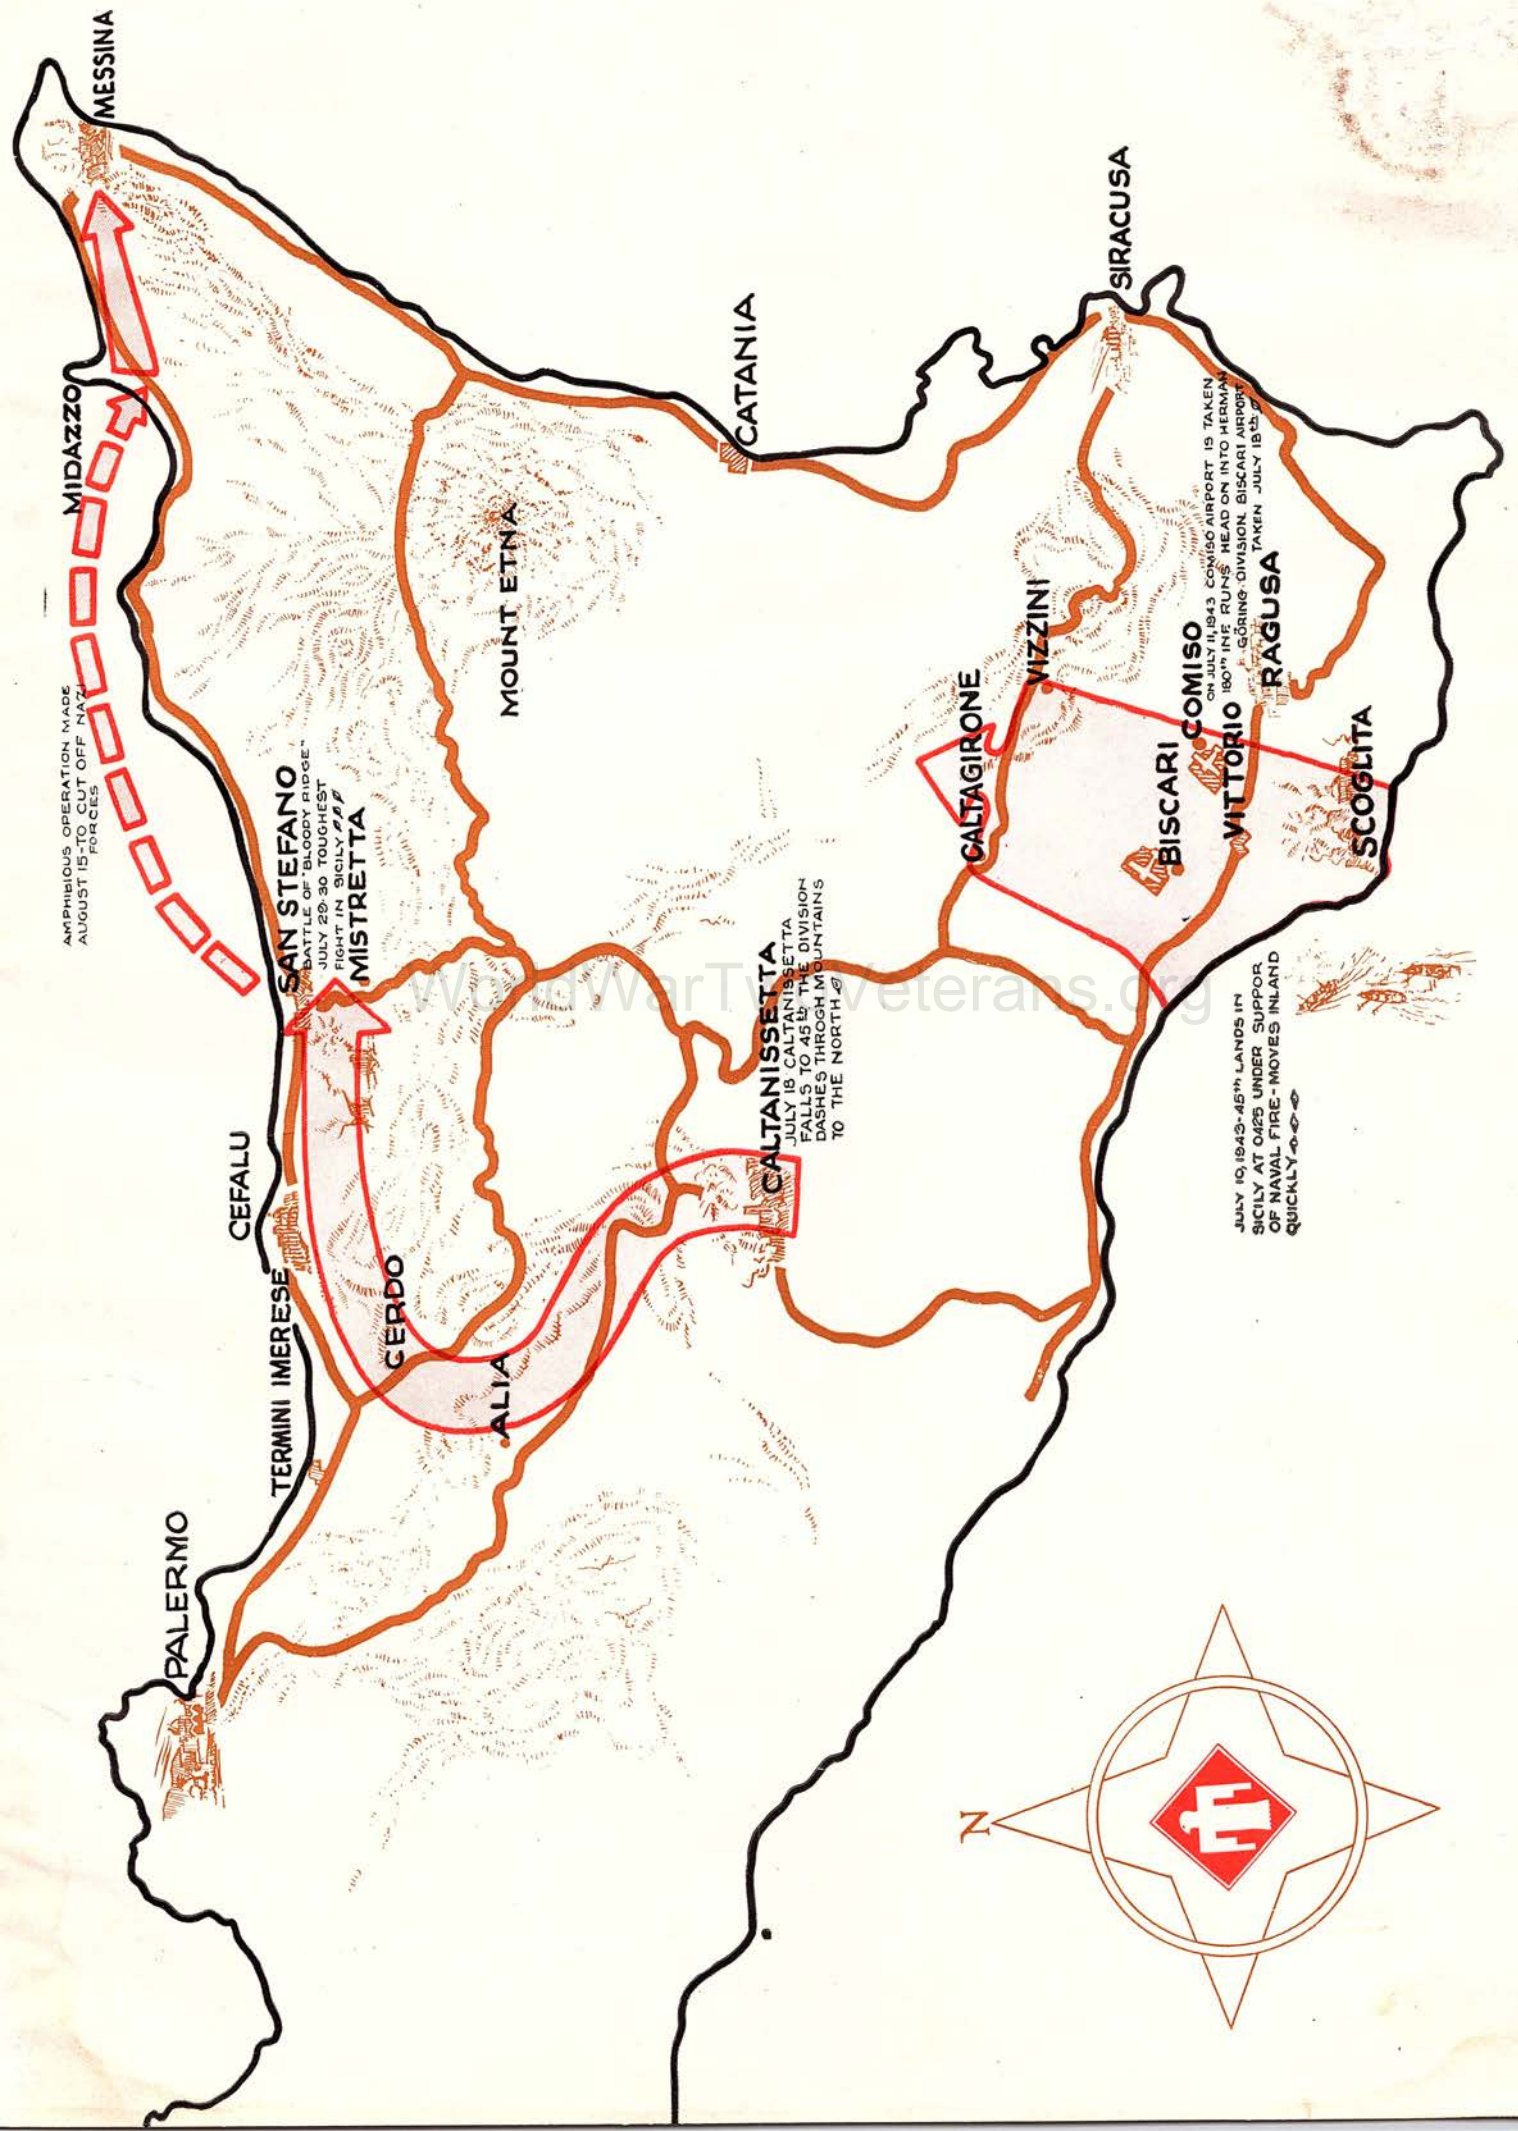 MESSINA
MIDAZZO
AMPHIBIOUS OPERATION MADE
AUGUST 15-TO CUT OFF NAZI
FORCES
SAN STEFANO
BATTLE OF "BLOODY RIDGE"
JULY 29-30 TOUGHEST
FIGHT IN SICILY
MISTRETTA
CEFALU
TERMINI IMERESE
PALERMO
CERDO
ALIA
MOUNT ETNA
CATANIA
CALTANISSETTA
JULY 18 CALTANISSETTA
FALLS TO 45th THE DIVISION
DASHES THROGH MOUNTAINS
TO THE NORTH
SIRACUSA
CALTAGIRONE
VIZZINI
BISCARI
COMISO
ON JULY 11, 1943 COMISO AIRPORT IS TAKEN
180th INF RUNS HEAD ON INTO HERMAN
GÖRING DIVISION. BISCARI AIRPORT
TAKEN JULY 18th
VITTORIO
RAGUSA
SCOGLITA
JULY 10, 1943-45th LANDS IN
SICILY AT 0425 UNDER SUPPOR
OF NAVAL FIRE-MOVES INLAND
QUICKLY
N
WorldWarTwoVeterans.org